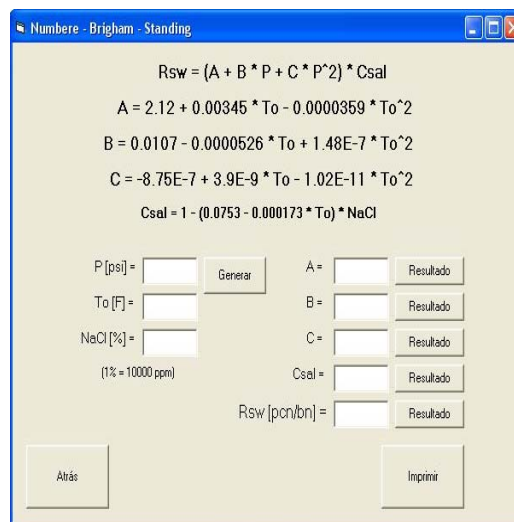 Numbere - Brigham - Standing
Rsw = (A + B * P + C * P^2) * Csal
A = 2.12 + 0.00345 * To - 0.0000359 * To^2
B = 0.0107 - 0.0000526 * To + 1.48E-7 * To^2
C = -8.75E-7 + 3.9E-9 * To - 1.02E-11 * To^2
Csal = 1 - (0.0753 - 0.000173 * To) * NaCl
P [psi] =
Generar
A =
Resultado
To [F] =
B =
Resultado
NaCl [%] =
C =
Resultado
(1% = 10000 ppm)
Csal =
Resultado
Rsw [pcn/bn] =
Resultado
Atrás
Imprimir